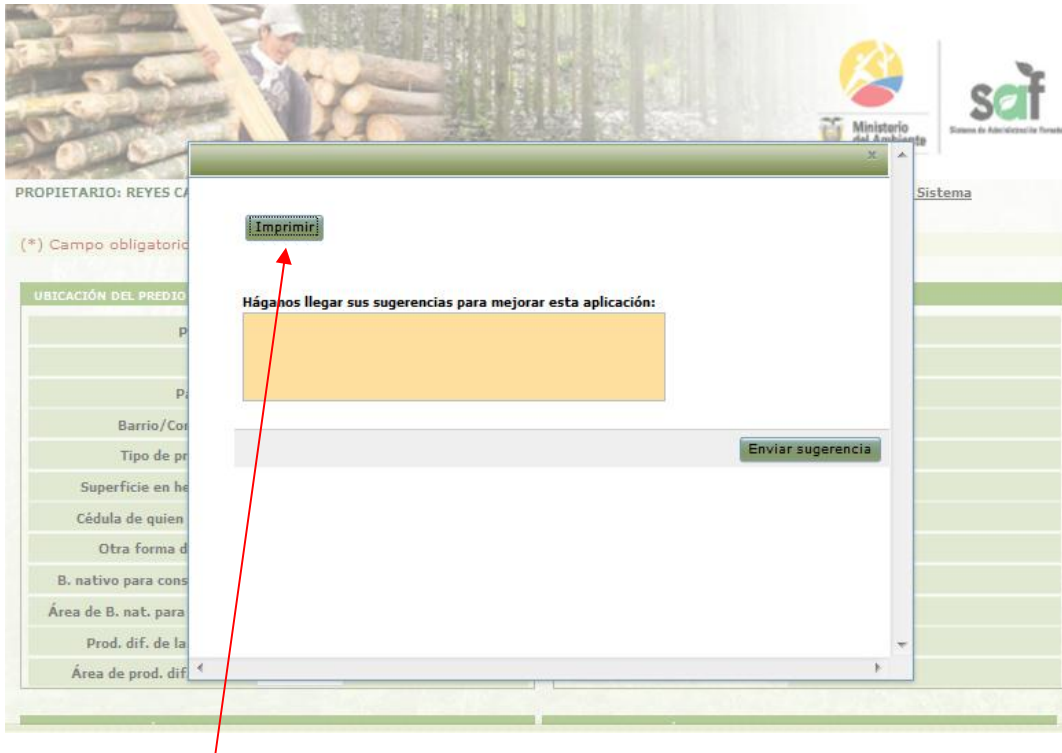 Ministerio
del Ambiente
saf
PROPIETARIO: REYES CA
Sistema
Imprimir
(*) Campo obligatorio
UBICACIÓN DEL PREDIO
Háganos llegar sus sugerencias para mejorar esta aplicación:
P
Pa
Barrio/Con
Tipo de pr
Enviar sugerencia
Superficie en he
Cédula de quien
Otra forma d
B. nativo para cons
Área de B. nat. para
Prod. dif. de la
Área de prod. dif